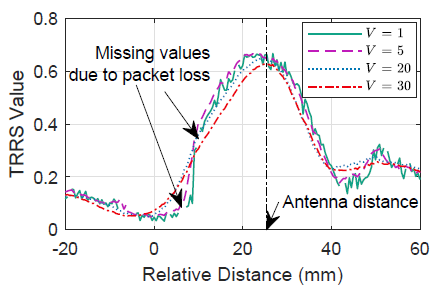 0.8
0.6
0.4
0.2
0
-20
0
20
40
60
TRRS Value
Relative Distance (mm)
Missing values
due to packet loss
Antenna distance
V = 1
V = 5
V = 20
V = 30